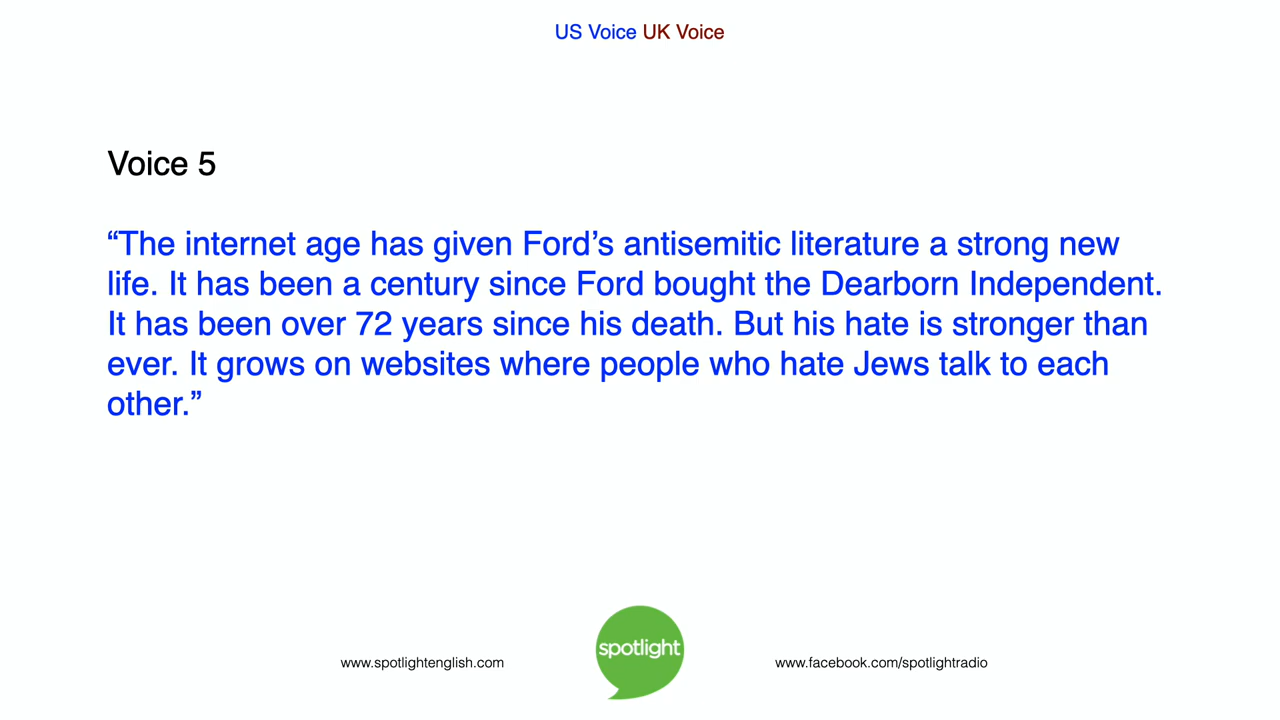 US Voice UK Voice
Voice 5
“The internet age has given Ford’s antisemitic literature a strong new
life. It has been a century since Ford bought the Dearborn Independent.
It has been over 72 years since his death. But his hate is stronger than
ever. It grows on websites where people who hate Jews talk to each
other.”
spotlight
www.spotlightenglish.com
www.facebook.com/spotlightradio